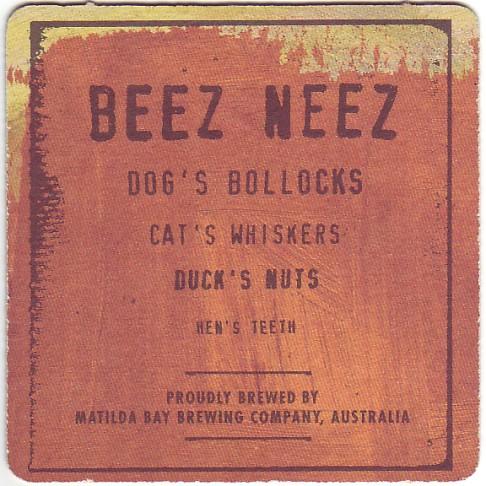 BEEZ NEEZ
DOG'S BOLLOCKS
CAT'S WHISKERS
DUCK'S NUTS
HEN'S TEETH
PROUDLY BREWED BY
MATILDA BAY BREWING COMPANY, AUSTRALIA